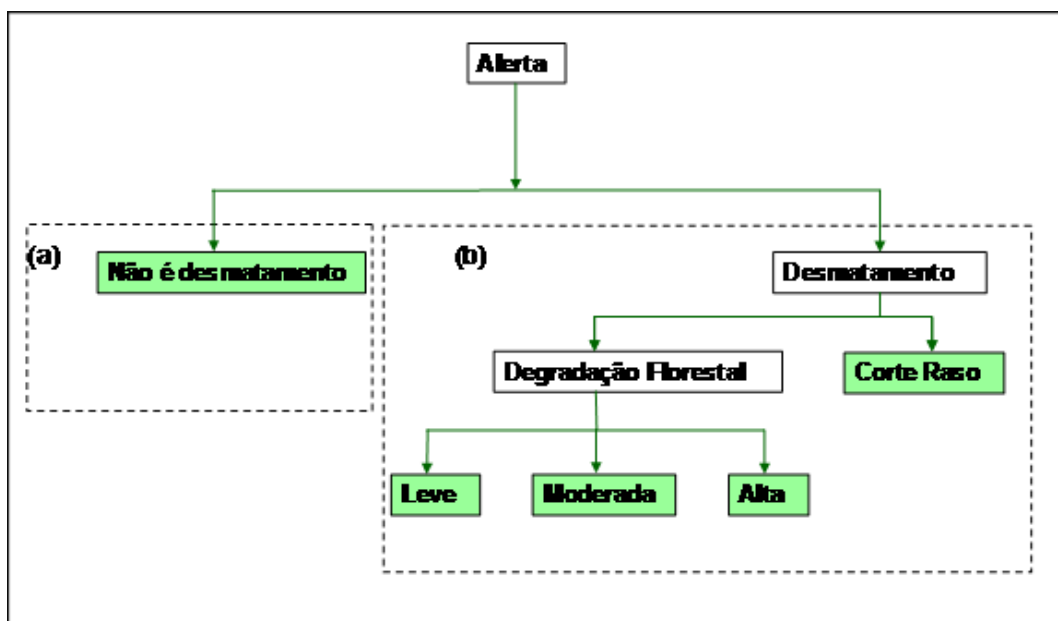 Alerta
(a)
Não é desmatamento
(b)
Desmatamento
Degradação Florestal
Corte Raso
Leve
Moderada
Alta